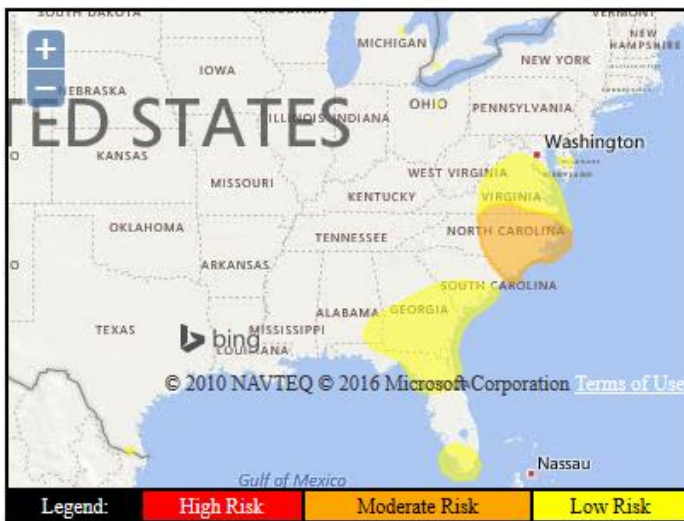 SOUTH DAKOTA
VERMONT
NEW
HAMPSHIRE
MICHIGAN
NEW YORK
IOWA
NEBRASKA
OHIO
PENNSYLVANIA
ILLINOIS
INDIANA
TED STATES
Washington
KANSAS
WEST VIRGINIA
MARYLAND
MISSOURI
KENTUCKY
VIRGINIA
OKLAHOMA
TENNESSEE
NORTH CAROLINA
ARKANSAS
SOUTH CAROLINA
ALABAMA
GEORGIA
TEXAS
bing
MISSISSIPPI
LOUISIANA
© 2010 NAVTEQ © 2016 Microsoft Corporation Terms of Use
Nassau
Gulf of Mexico
Legend: High Risk Moderate Risk Low Risk